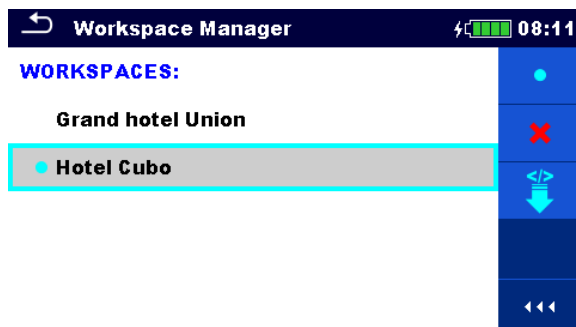 Workspace Manager 08:11
WORKSPACES:
Grand hotel Union
Hotel Cubo
</>